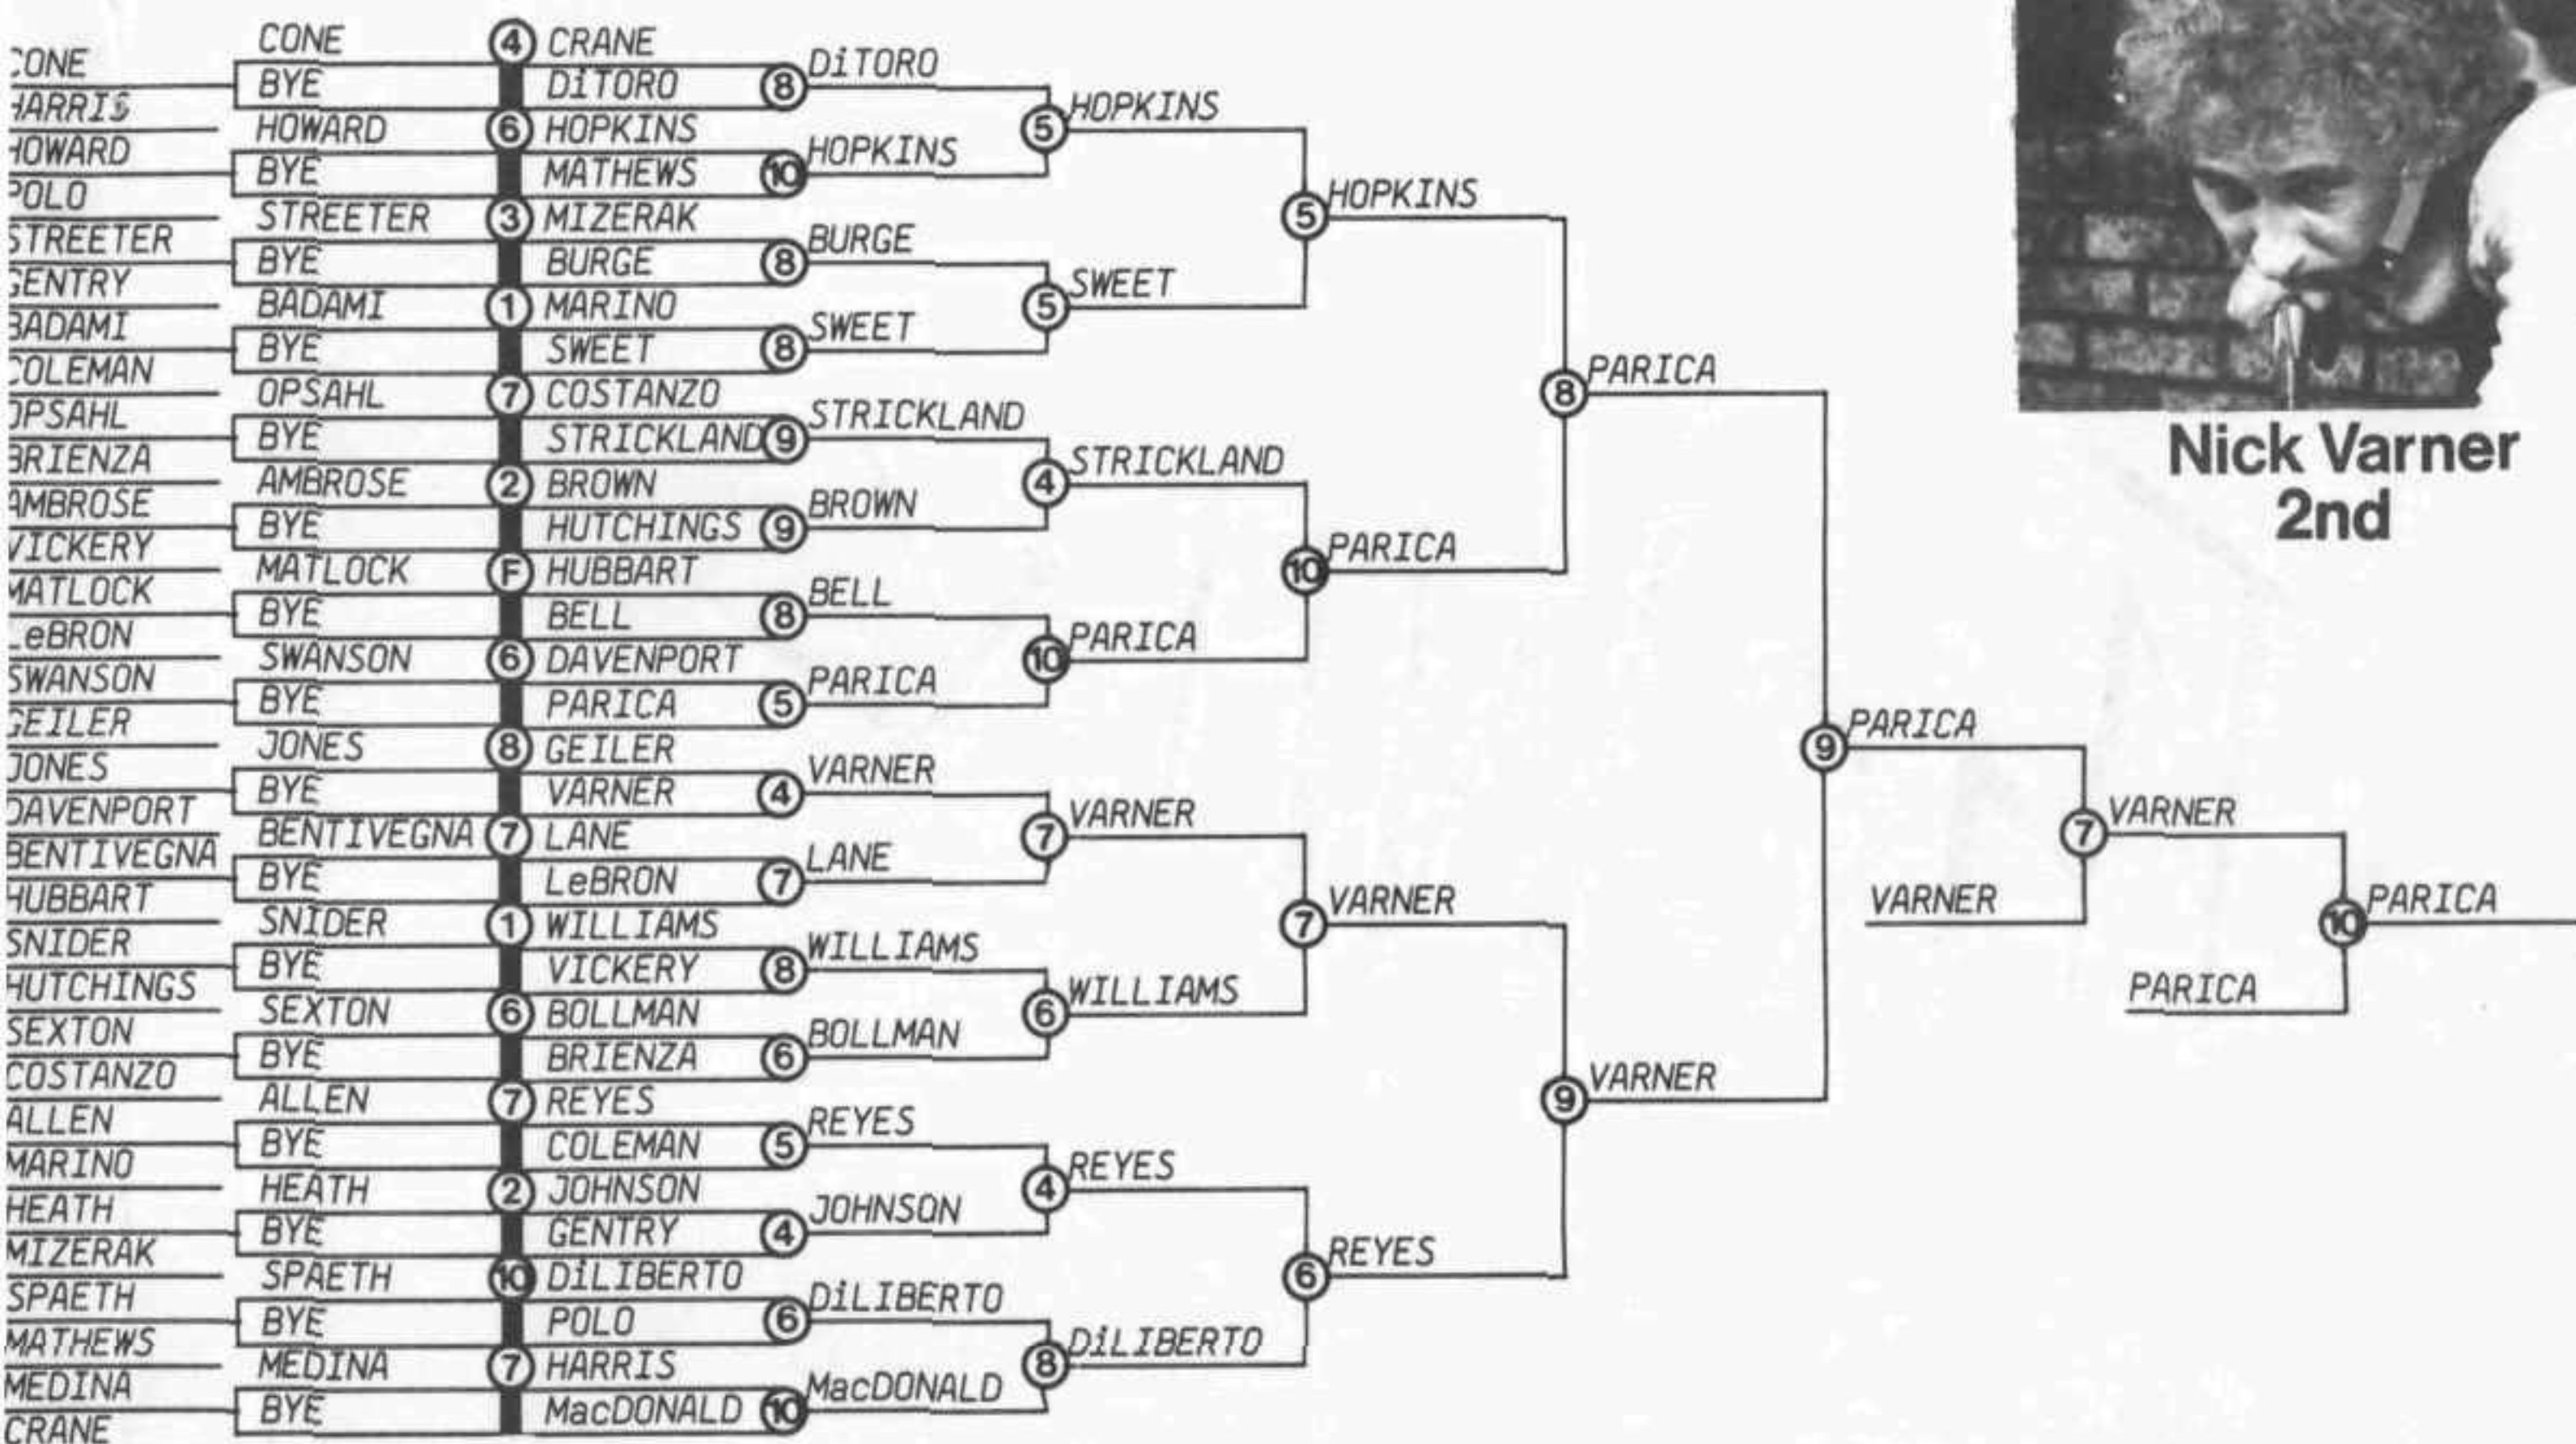 CONE
HARRIS
HOWARD
POLO
STREETER
GENTRY
BADAMI
COLEMAN
OPSAHL
BRIENZA
AMBROSE
VICKERY
MATLOCK
LeBRON
SWANSON
GEILER
JONES
DAVENPORT
BENTIVEGNA
HUBBART
SNIDER
HUTCHINGS
SEXTON
COSTANZO
ALLEN
MARINO
HEATH
MIZERAK
SPAETH
MATHEWS
MEDINA
CRANE
CONE
BYE
HOWARD
BYE
STREETER
BYE
BADAMI
BYE
OPSAHL
BYE
AMBROSE
BYE
MATLOCK
BYE
SWANSON
BYE
JONES
BYE
BENTIVEGNA
BYE
SNIDER
BYE
SEXTON
BYE
ALLEN
BYE
HEATH
BYE
SPAETH
BYE
MEDINA
BYE
4 CRANE
DiTORO
6 HOPKINS
MATHEWS
3 MIZERAK
BURGE
1 MARINO
SWEET
7 COSTANZO
STRICKLAND
2 BROWN
HUTCHINGS
F HUBBART
BELL
6 DAVENPORT
PARICA
8 GEILER
VARNER
7 LANE
LeBRON
1 WILLIAMS
VICKERY
6 BOLLMAN
BRIENZA
7 REYES
COLEMAN
2 JOHNSON
GENTRY
10 DiLIBERTO
POLO
7 HARRIS
MacDONALD
8 DiTORO
10 HOPKINS
8 BURGE
8 SWEET
9 STRICKLAND
9 BROWN
8 BELL
5 PARICA
4 VARNER
7 LANE
8 WILLIAMS
6 BOLLMAN
5 REYES
4 JOHNSON
6 DiLIBERTO
10 MacDONALD
5 HOPKINS
5 SWEET
4 STRICKLAND
10 PARICA
7 VARNER
6 WILLIAMS
4 REYES
8 DiLIBERTO
5 HOPKINS
10 PARICA
7 VARNER
6 REYES
8 PARICA
9 VARNER
9 PARICA
VARNER
7 VARNER
PARICA
10 PARICA
Nick Varner
2nd